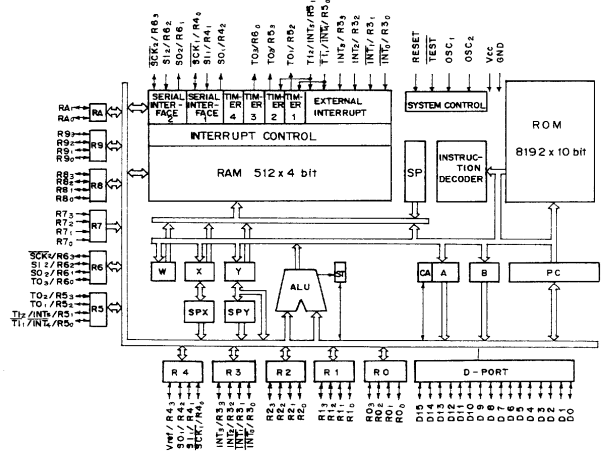 SCK₂/R6₃
SI₂/R6₂
SO₂/R6₁
SCK₁/R4₀
SI₁/R4₁
SO₁/R4₂
TO₃/R6₀
TO₂/R5₃
TO₁/R5₂
TI₂/INT₅/R5₁
TI₁/INT₄/R5₀
INT₃/R3₃
INT₂/R3₂
INT₁/R3₁
INT₀/R3₀
RESET
TEST
OSC₁
OSC₂
Vcc
GND
SERIAL INTER-FACE 2
SERIAL INTER-FACE 1
TIMER 4
TIMER 3
TIMER 2
TIMER 1
EXTERNAL INTERRUPT
SYSTEM CONTROL
ROM
8192 x 10 bit
INTERRUPT CONTROL
RAM 512 x 4 bit
SP
INSTRUC-
TION
DECODER
RA₁
RA₀
RA
R9₃
R9₂
R9₁
R9₀
R9
R8₃
R8₂
R8₁
R8₀
R8
R7₃
R7₂
R7₁
R7₀
R7
SCK₂/R6₃
SI₂/R6₂
SO₂/R6₁
TO₃/R6₀
R6
TO₂/R5₃
TO₁/R5₂
TI₂/INT₅/R5₁
TI₁/INT₄/R5₀
R5
W
X
Y
ALU
ST
CA
A
B
PC
SPX
SPY
R4
R3
R2
R1
R0
D-PORT
Vref/R4₃
SO₁/R4₂
SI₁/R4₁
SCK₁/R4₀
INT₃/R3₃
INT₂/R3₂
INT₁/R3₁
INT₀/R3₀
R2₃
R2₂
R2₁
R2₀
R1₃
R1₂
R1₁
R1₀
R0₃
R0₂
R0₁
R0₀
D15
D14
D13
D12
D11
D10
D9
D8
D7
D6
D5
D4
D3
D2
D1
D0